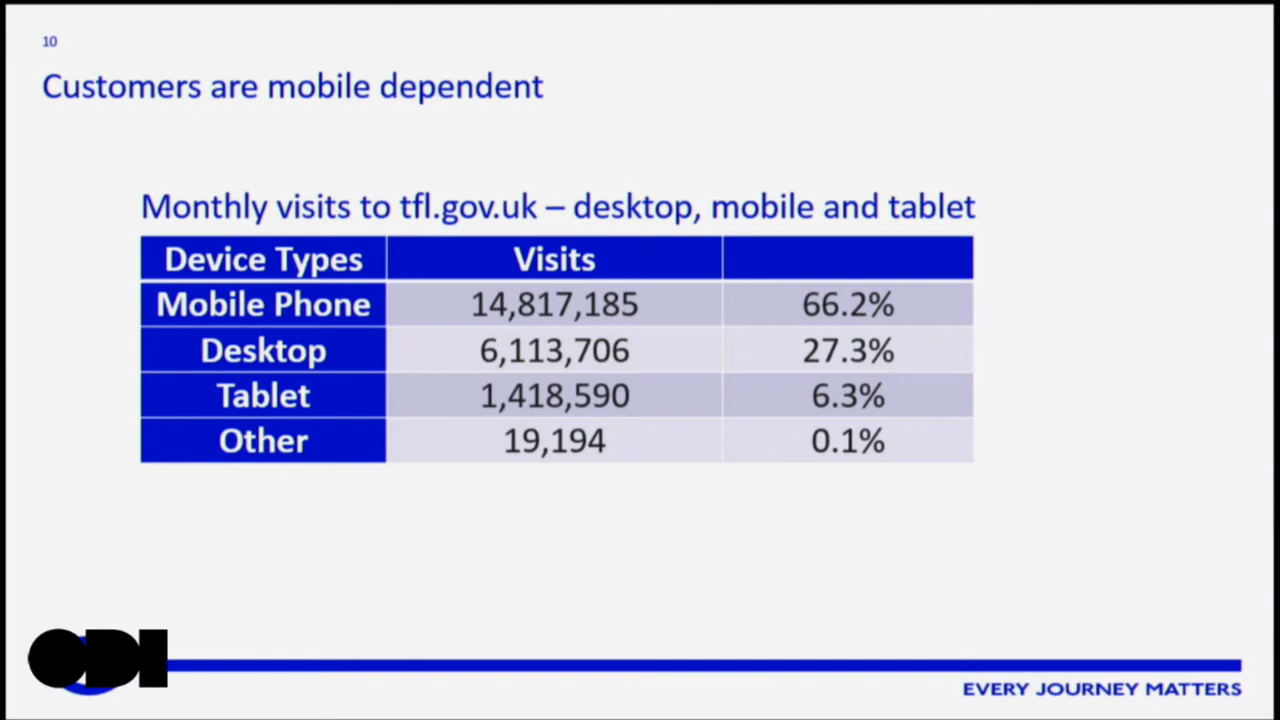 10
Customers are mobile dependent
Monthly visits to tfl.gov.uk – desktop, mobile and tablet
Device Types Visits
Mobile Phone 14,817,185 66.2%
Desktop 6,113,706 27.3%
Tablet 1,418,590 6.3%
Other 19,194 0.1%
ODI
EVERY JOURNEY MATTERS